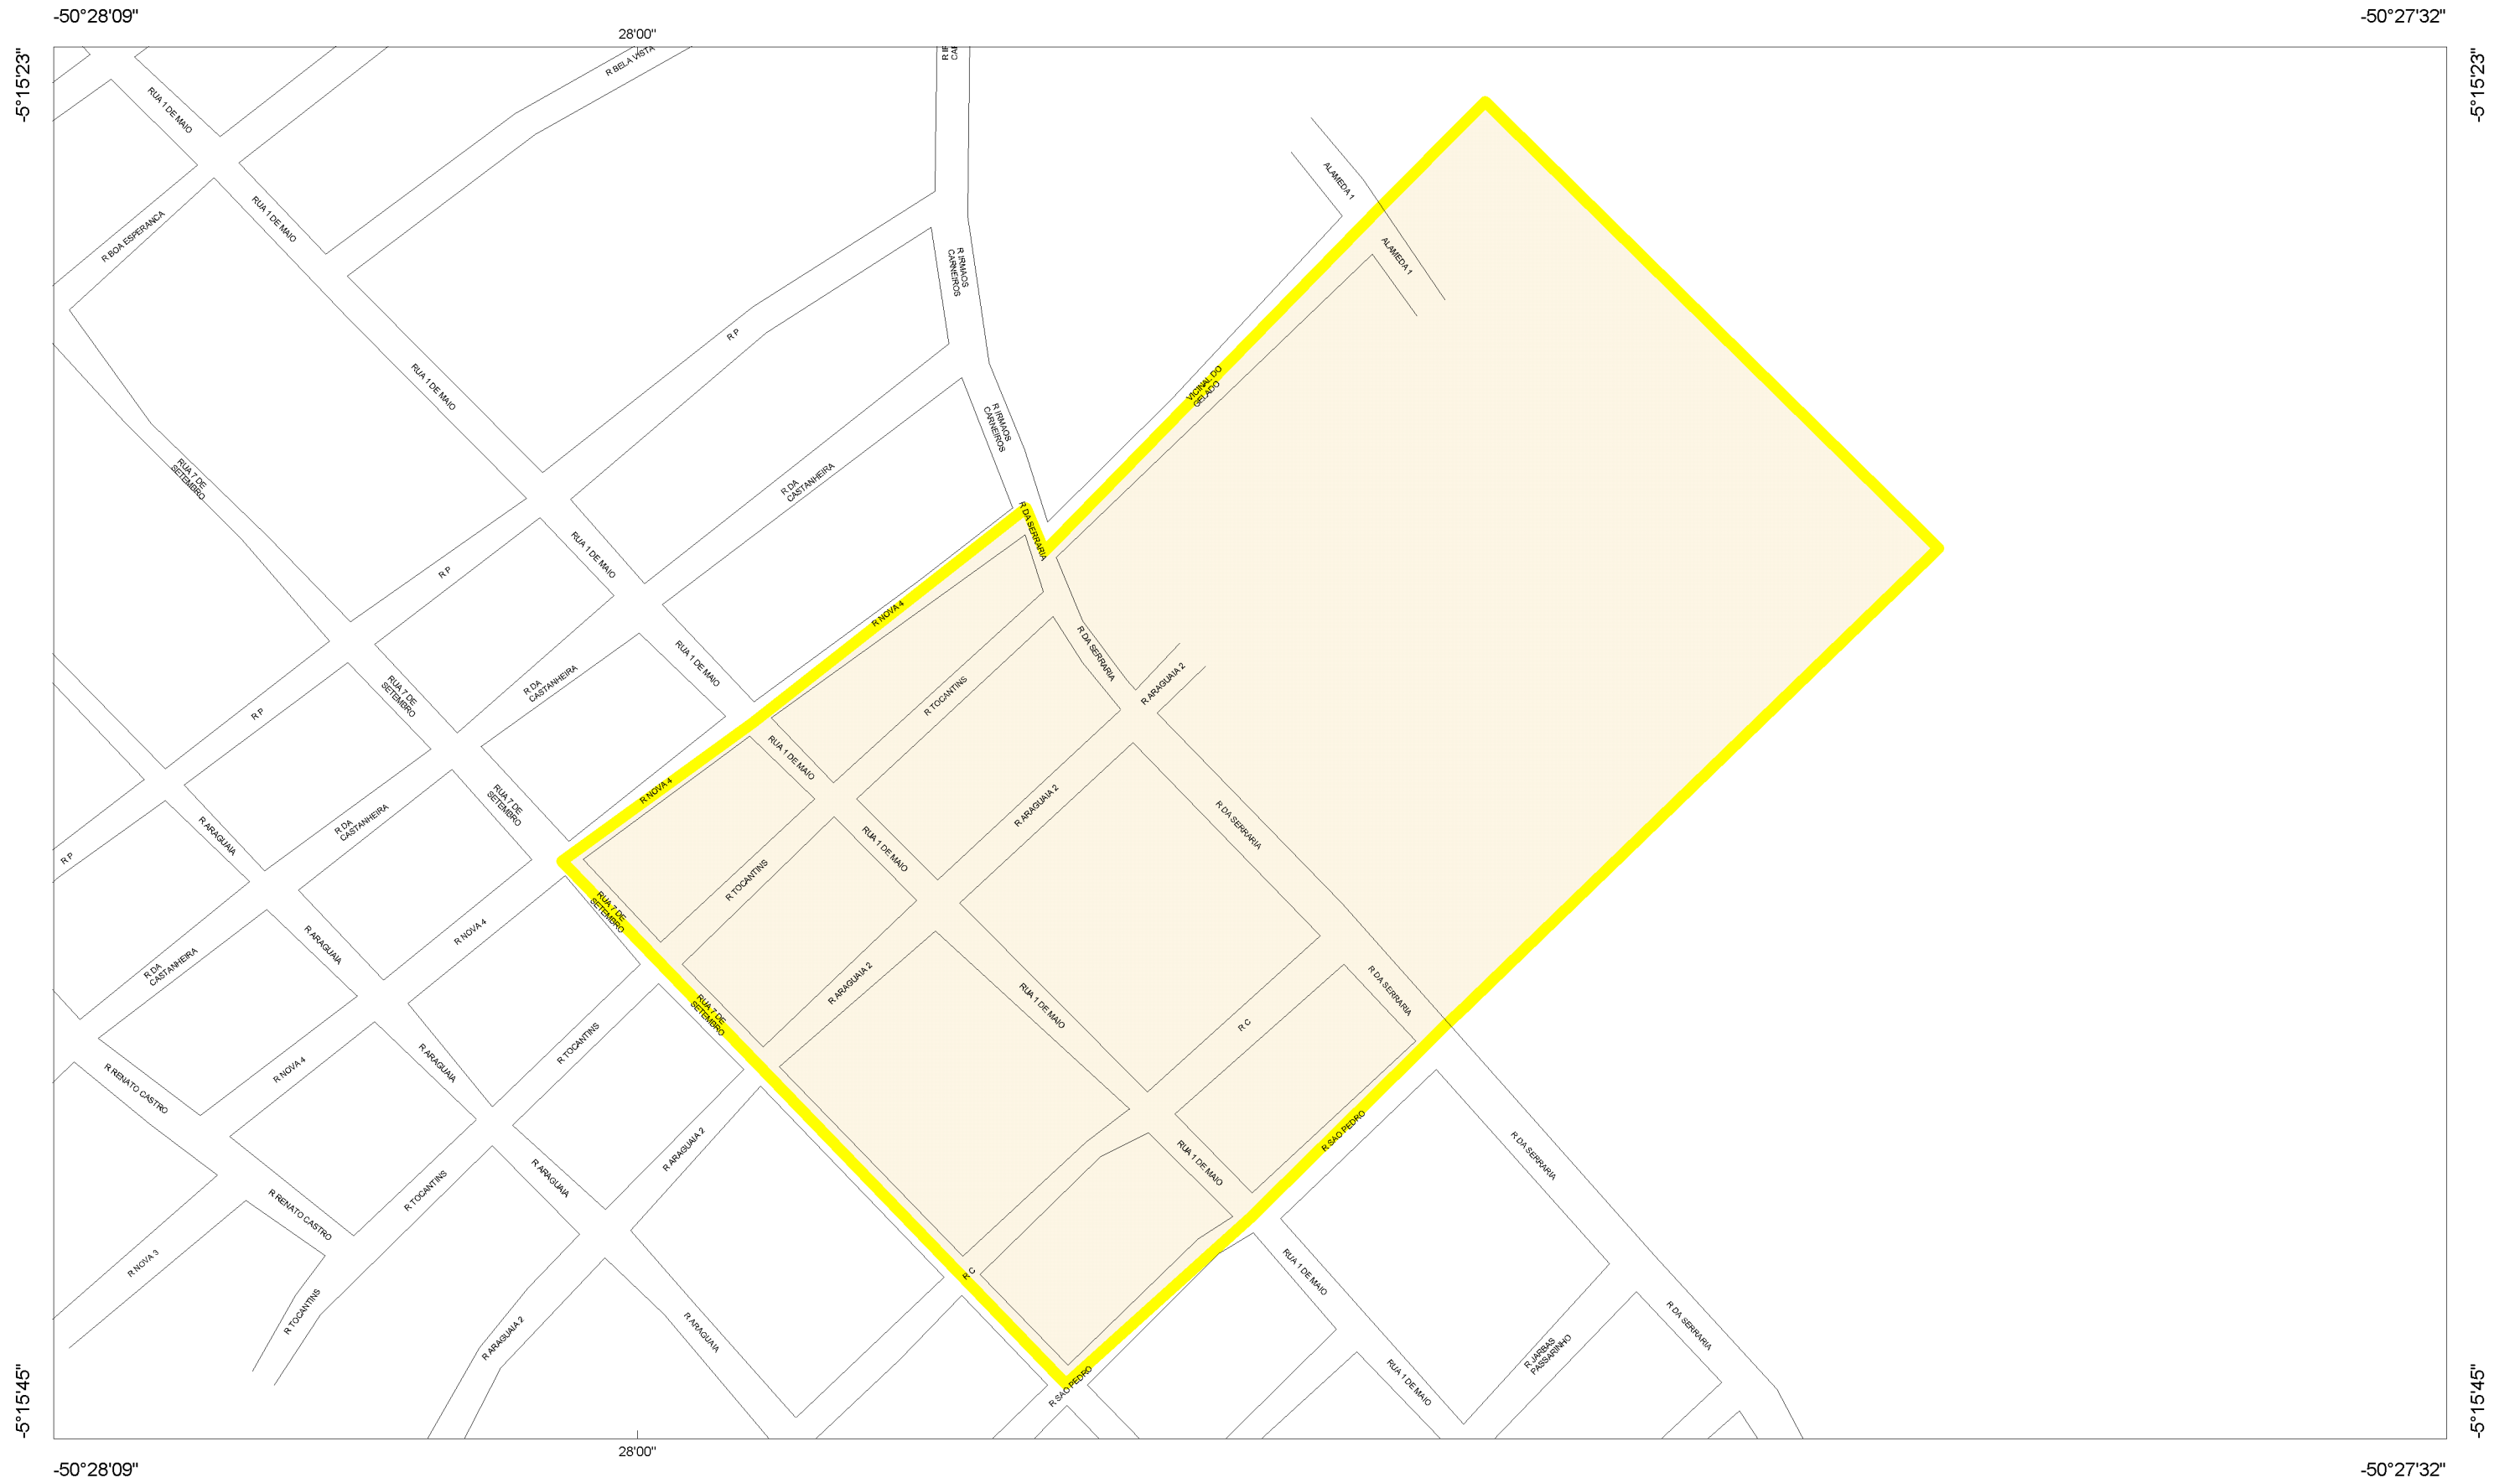 -50°28'09"
-50°27'32"
28'00"
-5°15'23"
-5°15'23"
R BELA VISTA
RUA 1 DE MAIO
ALAMEDA 1
RUA 1 DE MAIO
R BOA ESPERANCA
ALAMEDA 1
R IRMAOS
CARNEIROS
R P
RUA 1 DE MAIO
VICINAL DO
GELADO
R IRMAOS
CARNEIROS
RUA 7 DE
SETEMBRO
R DA
CASTANHEIRA
R DA SERRARIA
RUA 1 DE MAIO
R P
R NOVA 4
RUA 1 DE MAIO
R DA SERRARIA
R DA
CASTANHEIRA
R ARAGUAIA 2
RUA 7 DE
SETEMBRO
R TOCANTINS
R P
RUA 1 DE MAIO
R NOVA 4
RUA 7 DE
SETEMBRO
R ARAGUAIA 2
R DA SERRARIA
R DA
CASTANHEIRA
R ARAGUAIA
RUA 1 DE MAIO
R P
R TOCANTINS
RUA 7 DE
SETEMBRO
R NOVA 4
R ARAGUAIA
R DA
CASTANHEIRA
R ARAGUAIA 2
R DA SERRARIA
RUA 1 DE MAIO
RUA 7 DE
SETEMBRO
R C
R TOCANTINS
R ARAGUAIA
R NOVA 4
R RENATO CASTRO
R SAO PEDRO
R ARAGUAIA 2
R DA SERRARIA
RUA 1 DE MAIO
R ARAGUAIA
R TOCANTINS
R RENATO CASTRO
R NOVA 3
R C
RUA 1 DE MAIO
R TOCANTINS
R DA SERRARIA
R ARAGUAIA
R ARAGUAIA 2
R JARBAS
PASSARINHO
RUA 1 DE MAIO
R SAO PEDRO
-5°15'45"
-5°15'45"
28'00"
-50°28'09"
-50°27'32"